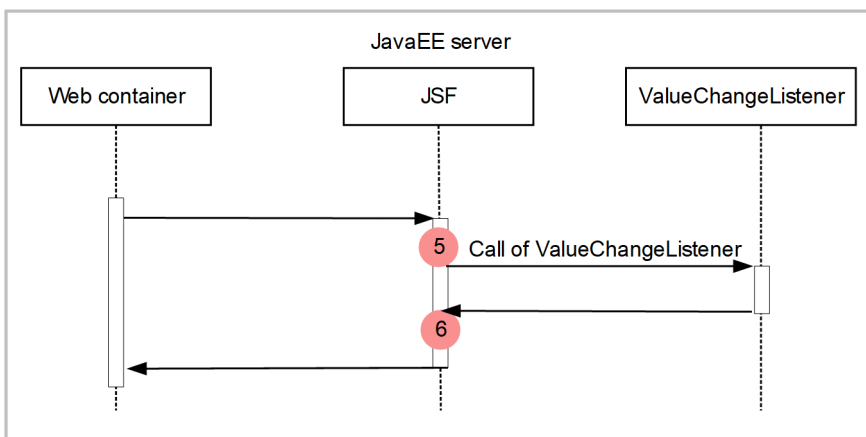 JavaEE server
Web container
JSF
ValueChangeListener
5
Call of ValueChangeListener
6